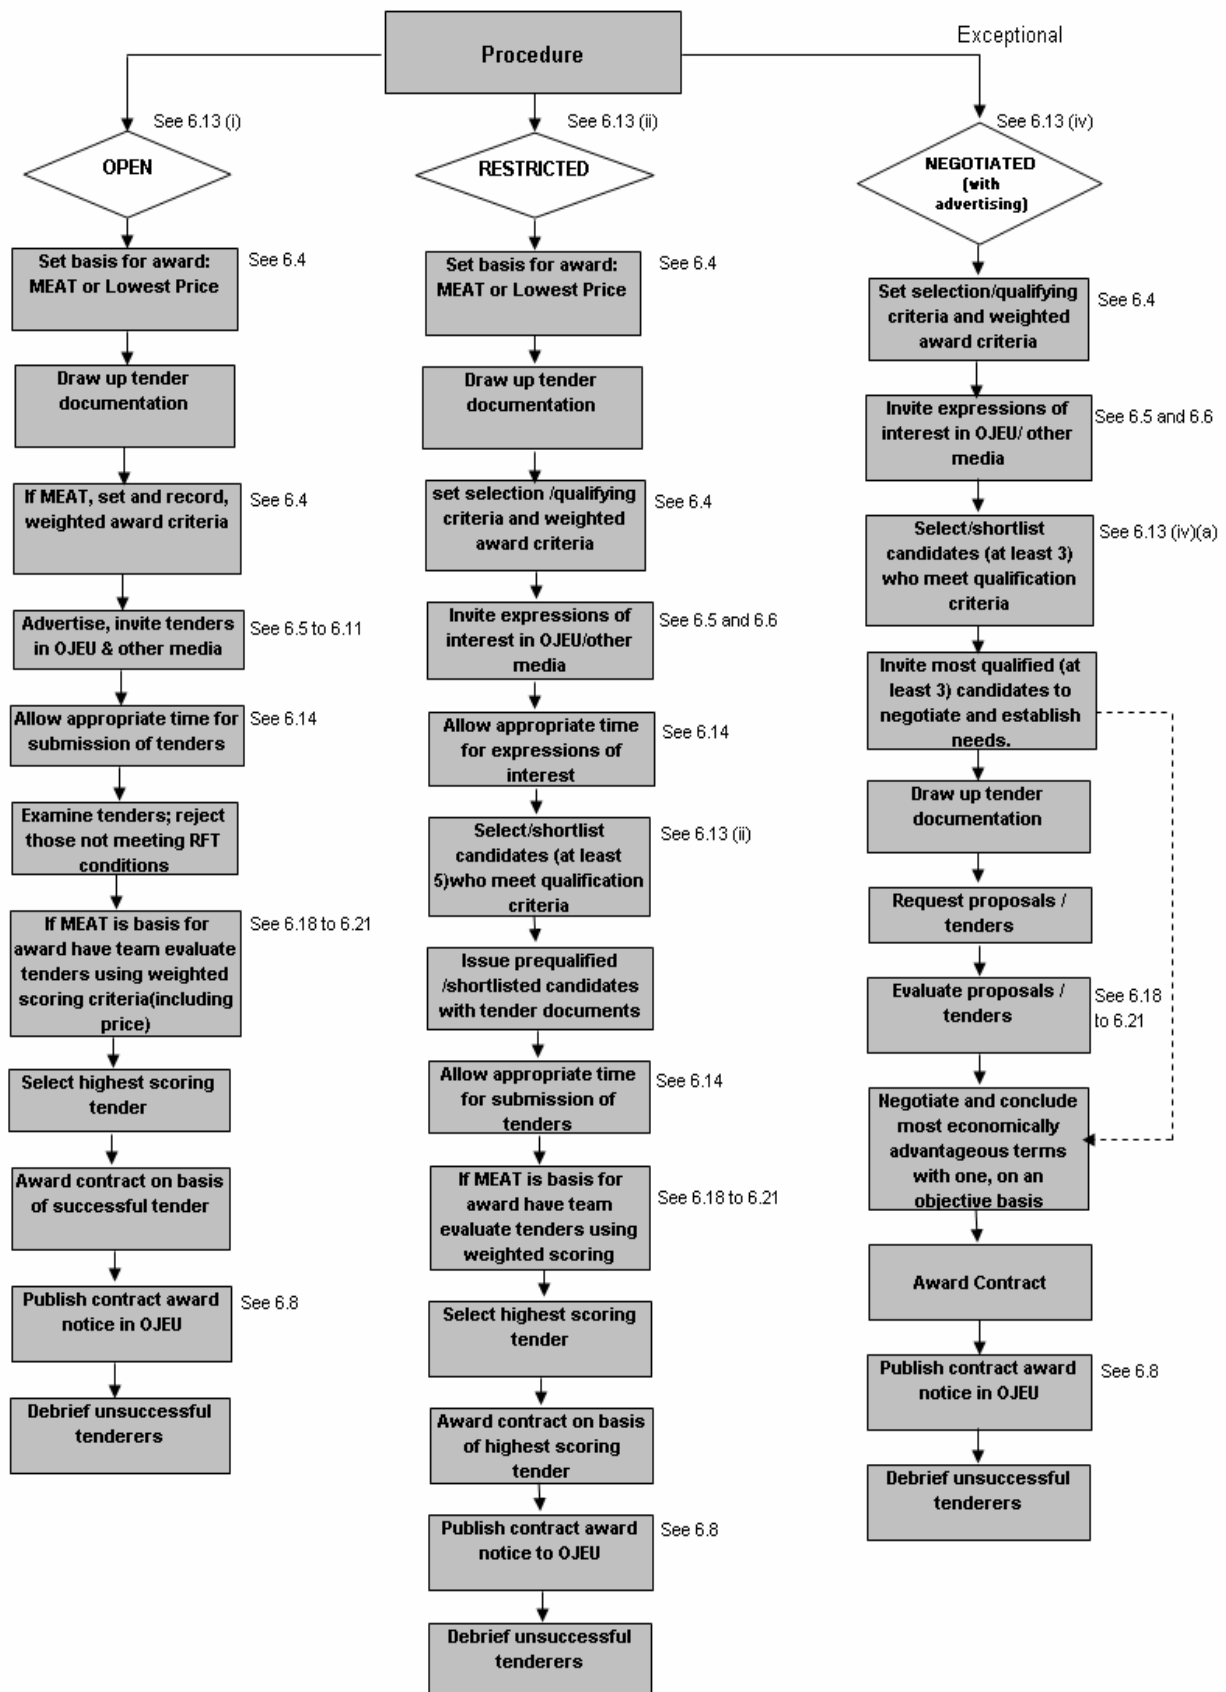 Procedure
Exceptional
See 6.13 (i)
OPEN
Set basis for award:
MEAT or Lowest Price
See 6.4
Draw up tender
documentation
If MEAT, set and record,
weighted award criteria
See 6.4
Advertise, invite tenders
in OJEU & other media
See 6.5 to 6.11
Allow appropriate time for
submission of tenders
See 6.14
Examine tenders; reject
those not meeting RFT
conditions
If MEAT is basis for
award have team evaluate
tenders using weighted
scoring criteria(including
price)
See 6.18 to 6.21
Select highest scoring
tender
Award contract on basis
of successful tender
Publish contract award
notice in OJEU
See 6.8
Debrief unsuccessful
tenderers
See 6.13 (ii)
RESTRICTED
Set basis for award:
MEAT or Lowest Price
See 6.4
Draw up tender
documentation
set selection /qualifying
criteria and weighted
award criteria
See 6.4
Invite expressions of
interest in OJEU/other
media
See 6.5 and 6.6
Allow appropriate time
for expressions of
interest
See 6.14
Select/shortlist
candidates (at least
5)who meet qualification
criteria
See 6.13 (ii)
Issue prequalified
/shortlisted candidates
with tender documents
Allow appropriate time
for submission of
tenders
See 6.14
If MEAT is basis for
award have team
evaluate tenders using
weighted scoring
See 6.18 to 6.21
Select highest scoring
tender
Award contract on basis
of highest scoring
tender
Publish contract award
notice to OJEU
See 6.8
Debrief unsuccessful
tenderers
See 6.13 (iv)
NEGOTIATED
(with
advertising)
Set selection/qualifying
criteria and weighted
award criteria
See 6.4
Invite expressions of
interest in OJEU/ other
media
See 6.5 and 6.6
Select/shortlist
candidates (at least 3)
who meet qualification
criteria
See 6.13 (iv)(a)
Invite most qualified (at
least 3) candidates to
negotiate and establish
needs.
Draw up tender
documentation
Request proposals /
tenders
Evaluate proposals /
tenders
See 6.18
to 6.21
Negotiate and conclude
most economically
advantageous terms
with one, on an
objective basis
Award Contract
Publish contract award
notice in OJEU
See 6.8
Debrief unsuccessful
tenderers